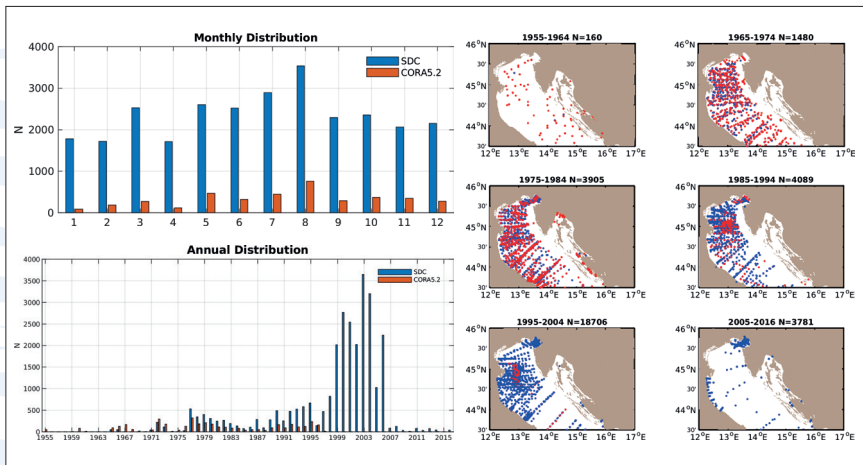 Monthly Distribution
4000
3000
2000
1000
0
N
SDC
CORA5.2
1 2 3 4 5 6 7 8 9 10 11 12
Annual Distribution
4000
3500
3000
2500
2000
1500
1000
500
0
N
SDC
CORA5.2
1955 1959 1963 1967 1971 1975 1979 1983 1987 1991 1995 1999 2003 2007 2011 2015
1955-1964 N=160
46°N
30'
45°N
30'
44°N
30'
12°E 13°E 14°E 15°E 16°E 17°E
1965-1974 N=1480
46°N
30'
45°N
30'
44°N
30'
12°E 13°E 14°E 15°E 16°E 17°E
1975-1984 N=3905
46°N
30'
45°N
30'
44°N
30'
12°E 13°E 14°E 15°E 16°E 17°E
1985-1994 N=4089
46°N
30'
45°N
30'
44°N
30'
12°E 13°E 14°E 15°E 16°E 17°E
1995-2004 N=18706
46°N
30'
45°N
30'
44°N
30'
12°E 13°E 14°E 15°E 16°E 17°E
2005-2016 N=3781
46°N
30'
45°N
30'
44°N
30'
12°E 13°E 14°E 15°E 16°E 17°E